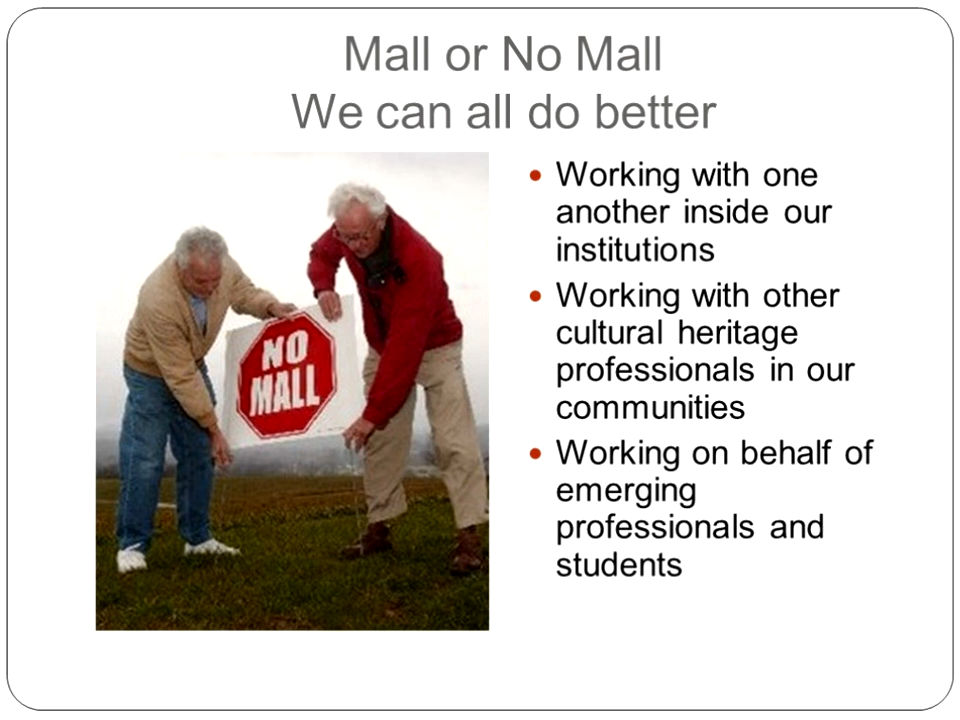 Mall or No Mall
We can all do better
NO
MALL
Working with one
another inside our
institutions
Working with other
cultural heritage
professionals in our
communities
Working on behalf of
emerging
professionals and
students